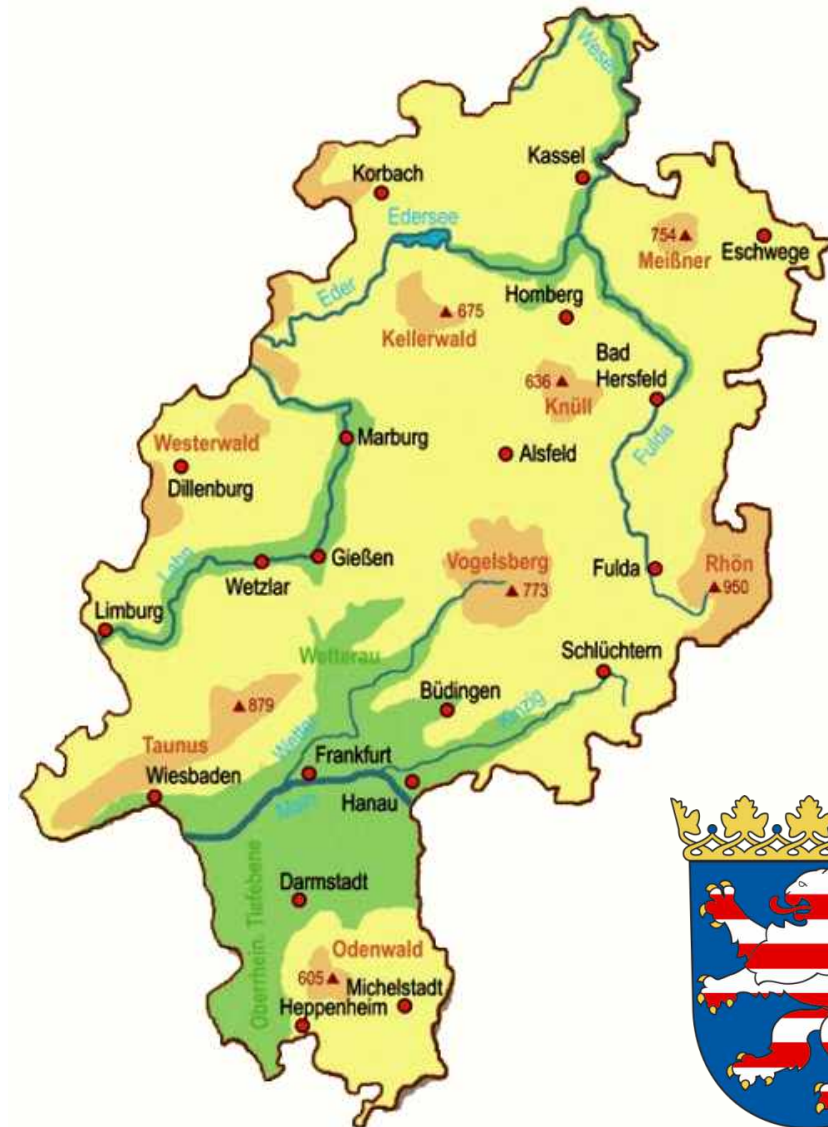 Weser
Kassel
Korbach
Edersee
754
Eschwege
Meißner
Eder
Homberg
675
Kellerwald
Bad
Hersfeld
636
Knüll
Marburg
Westerwald
Alsfeld
Fulda
Dillenburg
Gießen
Vogelsberg
Fulda
Rhön
Lahn
Wetzlar
773
950
Limburg
Wetterau
Schlüchtern
Büdingen
879
Kinzig
Taunus
Wetter
Frankfurt
Wiesbaden
Main
Hanau
Darmstadt
Oberrhein. Tiefebene
Odenwald
605
Michelstadt
Heppenheim